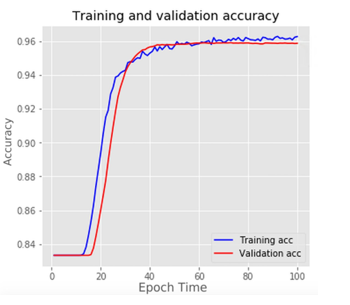 Training and validation accuracy
Accuracy
0.96
0.94
0.92
0.90
0.88
0.86
0.84
Training acc
Validation acc
0 20 40 60 80 100
Epoch Time